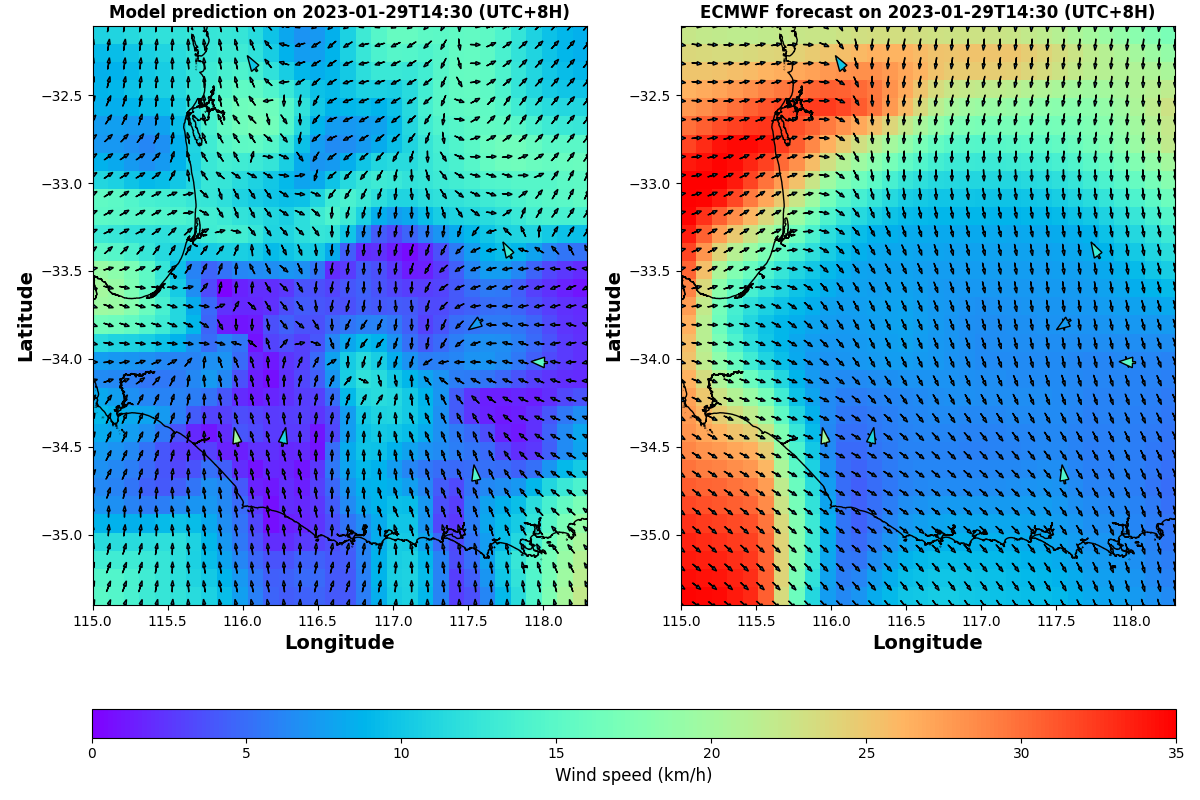 Model prediction on 2023-01-29T14:30 (UTC+8H)
ECMWF forecast on 2023-01-29T14:30 (UTC+8H)
Latitude
−32.5
−33.0
−33.5
−34.0
−34.5
−35.0
115.0 115.5 116.0 116.5 117.0 117.5 118.0
Longitude
Latitude
−32.5
−33.0
−33.5
−34.0
−34.5
−35.0
115.0 115.5 116.0 116.5 117.0 117.5 118.0
Longitude
0 5 10 15 20 25 30 35
Wind speed (km/h)